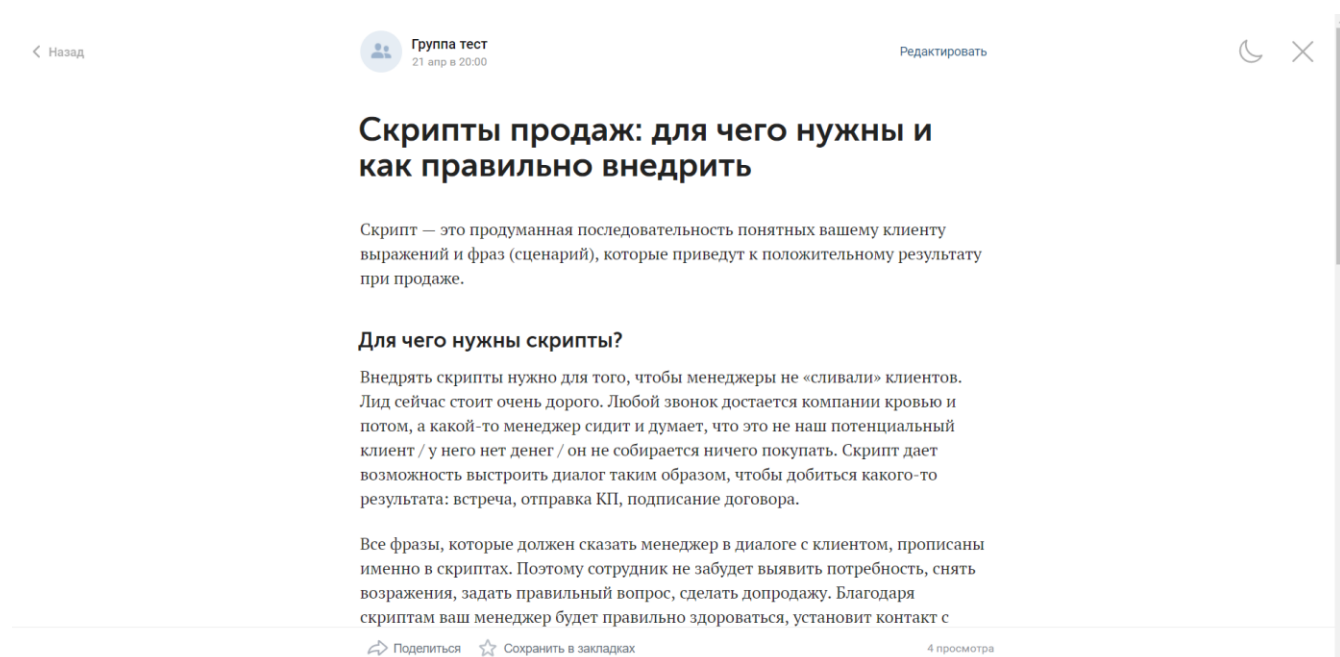 Назад
Группа тест
21 апр в 20:00
Редактировать
Скрипты продаж: для чего нужны и
как правильно внедрить
Скрипт — это продуманная последовательность понятных вашему клиенту
выражений и фраз (сценарий), которые приведут к положительному результату
при продаже.
Для чего нужны скрипты?
Внедрять скрипты нужно для того, чтобы менеджеры не «сливали» клиентов.
Лид сейчас стоит очень дорого. Любой звонок достается компании кровью и
потом, а какой-то менеджер сидит и думает, что это не наш потенциальный
клиент / у него нет денег / он не собирается ничего покупать. Скрипт дает
возможность выстроить диалог таким образом, чтобы добиться какого-то
результата: встреча, отправка КП, подписание договора.
Все фразы, которые должен сказать менеджер в диалоге с клиентом, прописаны
именно в скриптах. Поэтому сотрудник не забудет выявить потребность, снять
возражения, задать правильный вопрос, сделать допродажу. Благодаря
скриптам ваш менеджер будет правильно здороваться, установит контакт с
Поделиться
Сохранить в закладках
4 просмотра